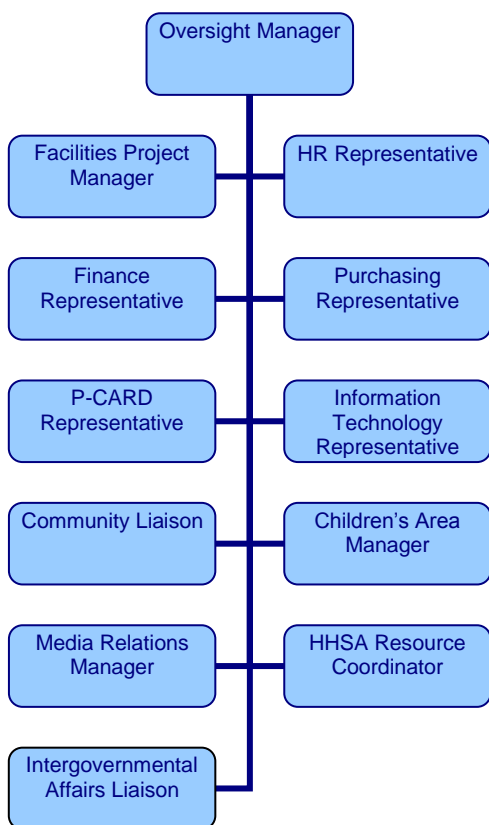 Oversight Manager
Facilities Project
Manager
HR Representative
Finance
Representative
Purchasing
Representative
P-CARD
Representative
Information
Technology
Representative
Community Liaison
Children’s Area
Manager
Media Relations
Manager
HHSA Resource
Coordinator
Intergovernmental
Affairs Liaison